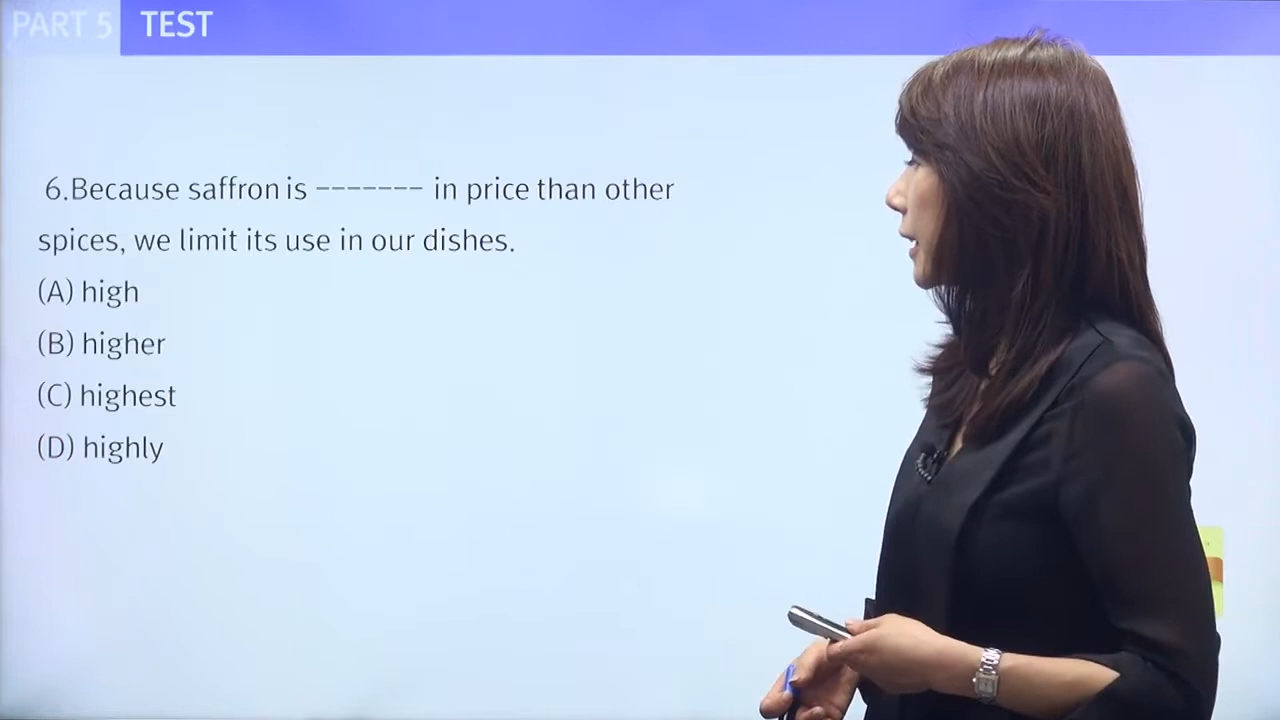 PART 5 TEST
6.Because saffron is ------- in price than other
spices, we limit its use in our dishes.
(A) high
(B) higher
(C) highest
(D) highly